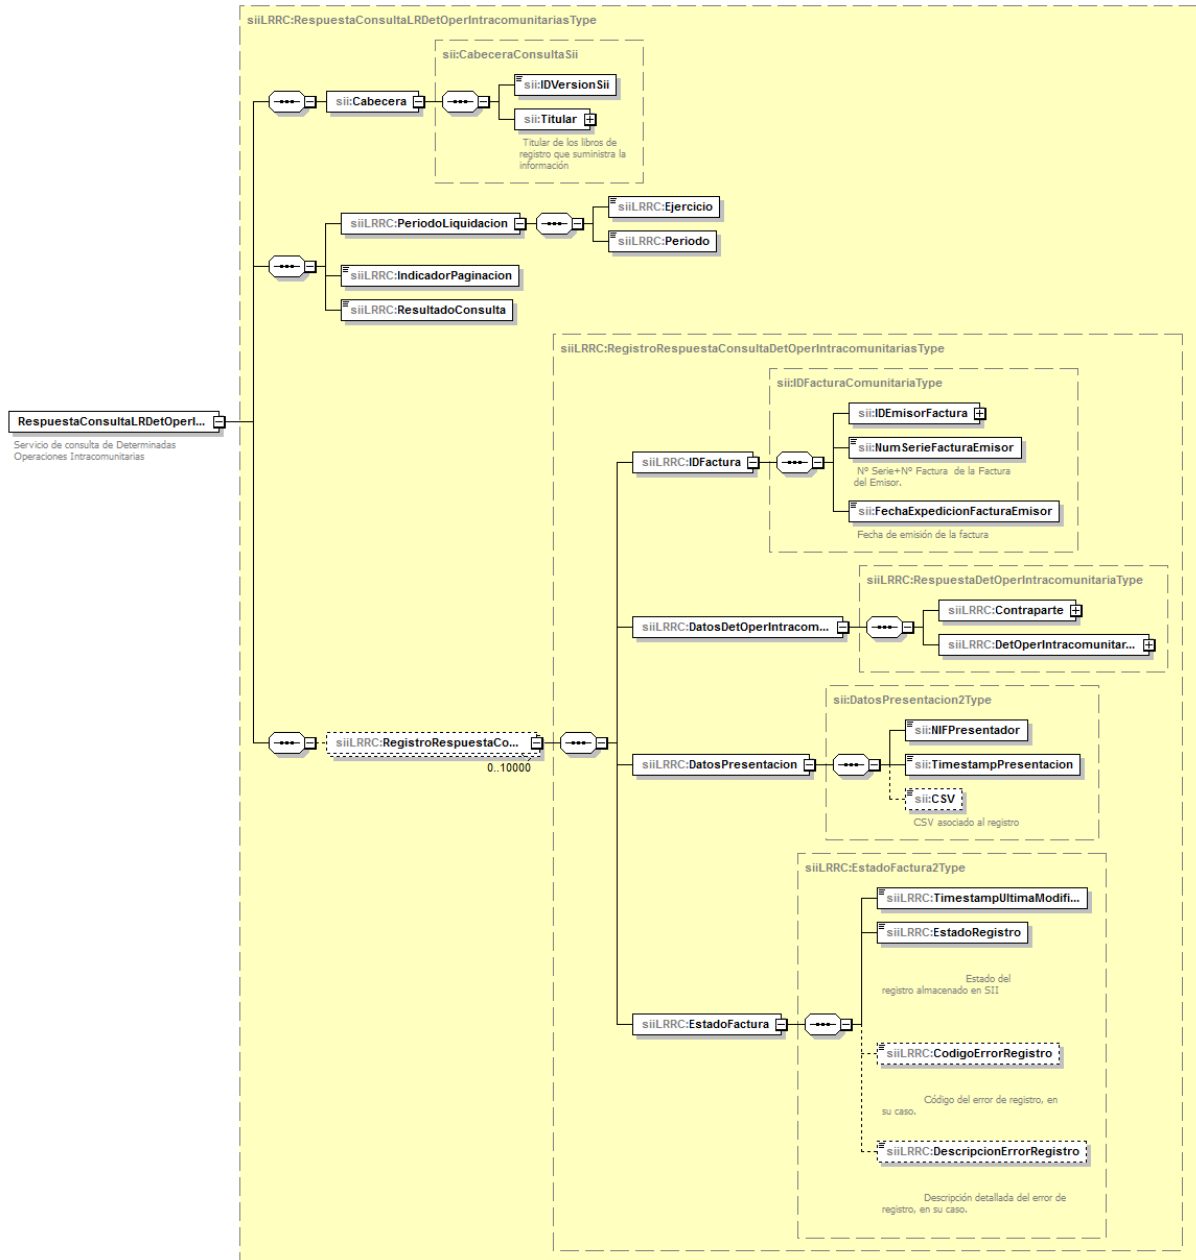 siiLRRC:RespuestaConsultaLRDetOperIntracomunitariasType
sii:CabeceraConsultaSii
sii:IDVersionSii
sii:Cabecera
sii:Titular
Titular de los libros de
registro que suministra la
información
siiLRRC:PeriodoLiquidacion
siiLRRC:Ejercicio
siiLRRC:Periodo
siiLRRC:IndicadorPaginacion
siiLRRC:ResultadoConsulta
siiLRRC:RegistroRespuestaConsultaDetOperIntracomunitariasType
sii:IDFacturaComunitariaType
RespuestaConsultaLRDetOperI...
Servicio de consulta de Determinadas
Operaciones Intracomunitarias
sii:IDEmisorFactura
siiLRRC:IDFactura
sii:NumSerieFacturaEmisor
Nº Serie+Nº Factura de la Factura
del Emisor.
sii:FechaExpedicionFacturaEmisor
Fecha de emisión de la factura
siiLRRC:RespuestaDetOperIntracomunitariaType
siiLRRC:Contraparte
siiLRRC:DatosDetOperIntracom...
siiLRRC:DetOperIntracomunitar...
sii:DatosPresentacion2Type
siiLRRC:RegistroRespuestaCo...
0..10000
sii:NIFPresentador
siiLRRC:DatosPresentacion
sii:TimestampPresentacion
sii:CSV
CSV asociado al registro
siiLRRC:EstadoFactura2Type
siiLRRC:TimestampUltimaModifi...
siiLRRC:EstadoRegistro
Estado del
registro almacenado en SII
siiLRRC:EstadoFactura
siiLRRC:CodigoErrorRegistro
Código del error de registro, en
su caso.
siiLRRC:DescripcionErrorRegistro
Descripción detallada del error de
registro, en su caso.